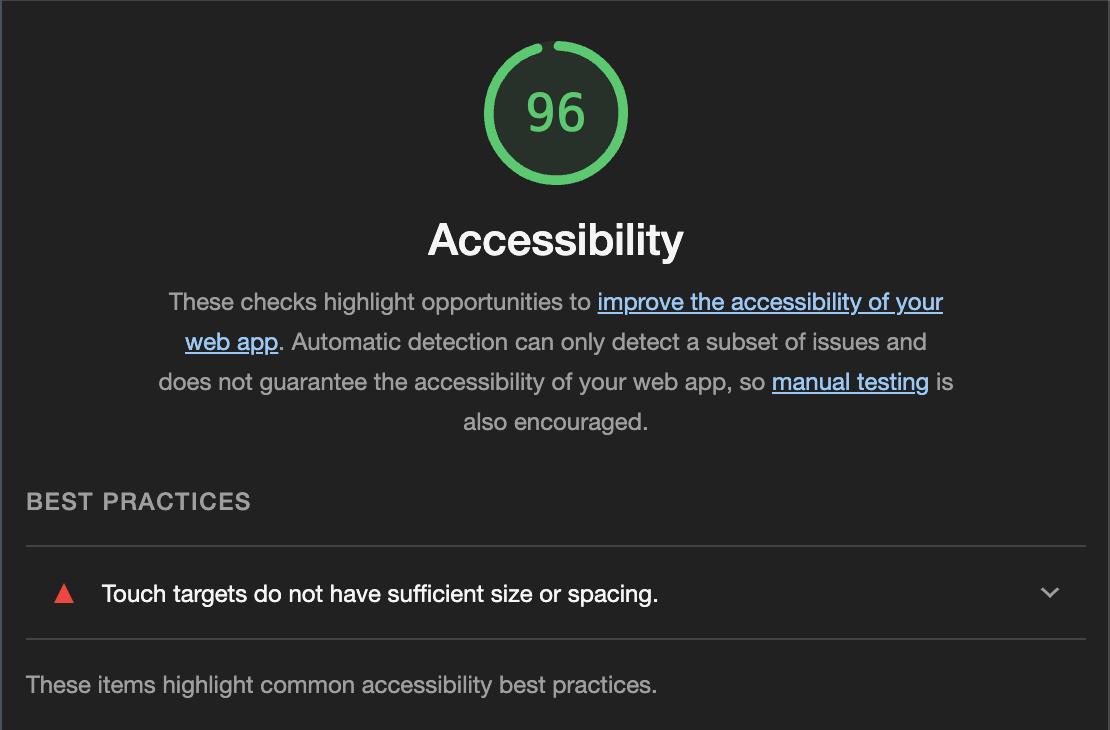 96
Accessibility
These checks highlight opportunities to improve the accessibility of your
web app. Automatic detection can only detect a subset of issues and
does not guarantee the accessibility of your web app, so manual testing is
also encouraged.
BEST PRACTICES
Touch targets do not have sufficient size or spacing.
These items highlight common accessibility best practices.